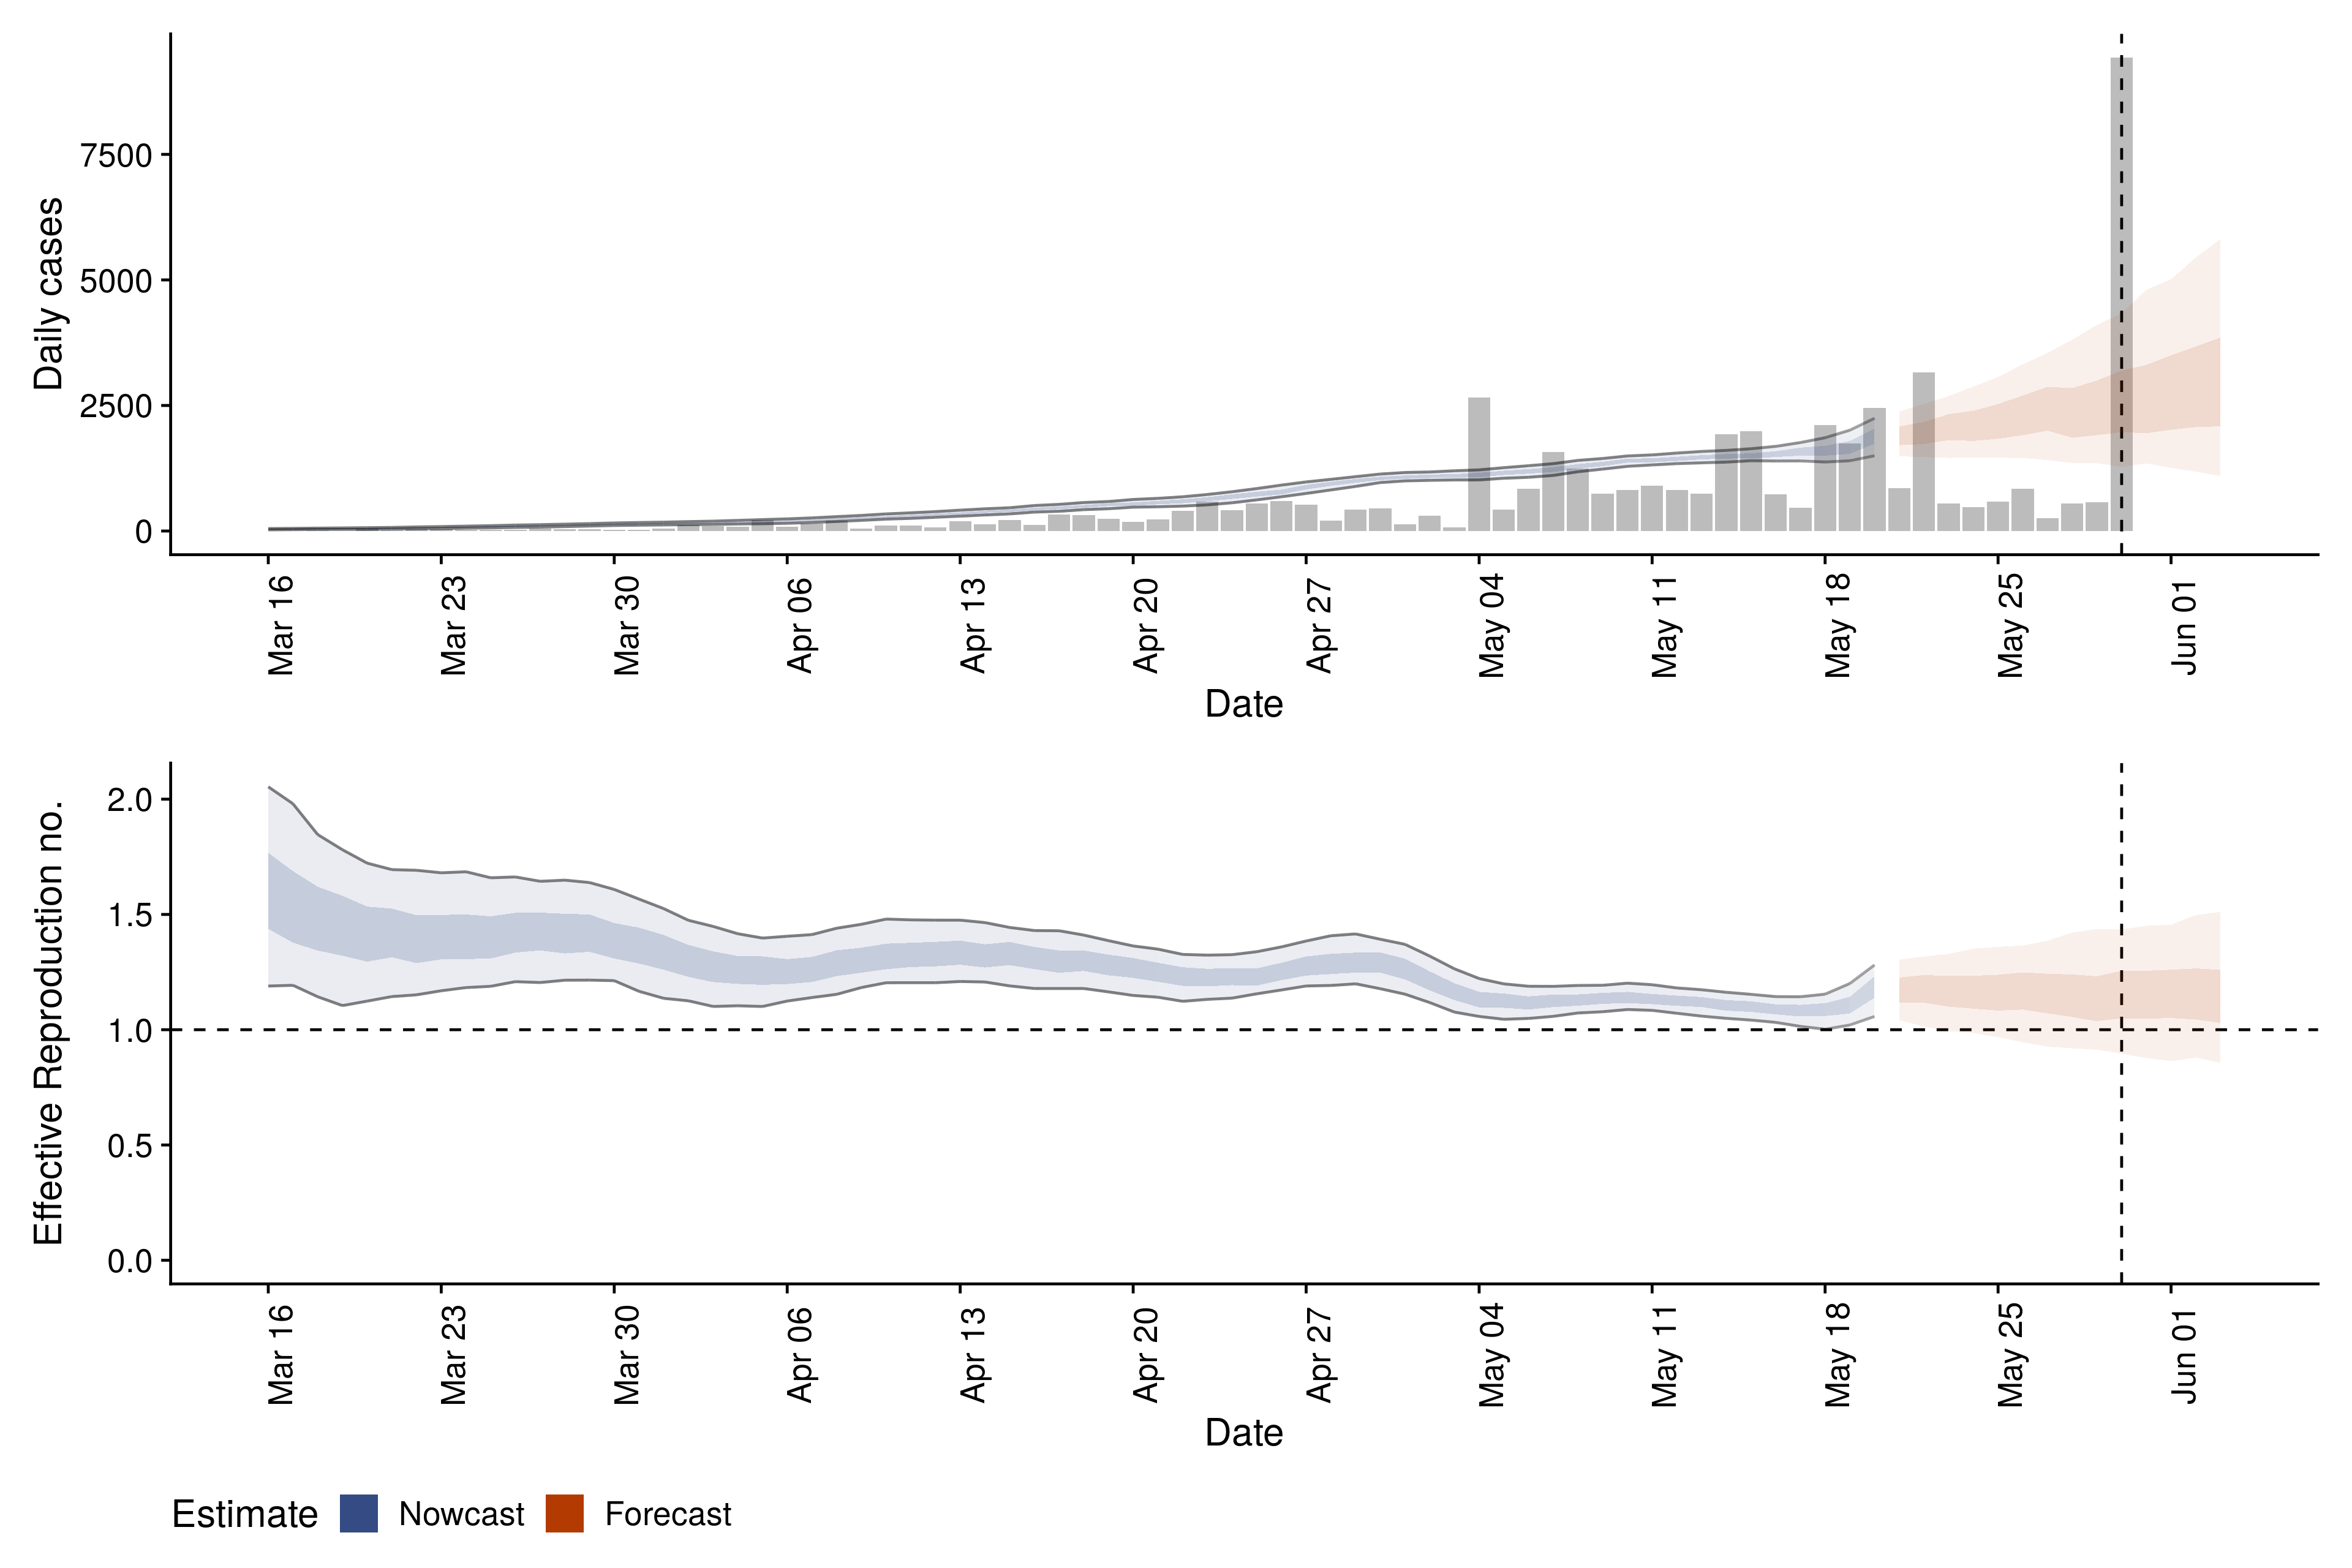 Daily cases
7500
5000
2500
0
Mar 16
Mar 23
Mar 30
Apr 06
Apr 13
Apr 20
Apr 27
May 04
May 11
May 18
May 25
Jun 01
Date
Effective Reproduction no.
2.0
1.5
1.0
0.5
0.0
Mar 16
Mar 23
Mar 30
Apr 06
Apr 13
Apr 20
Apr 27
May 04
May 11
May 18
May 25
Jun 01
Date
Estimate Nowcast Forecast